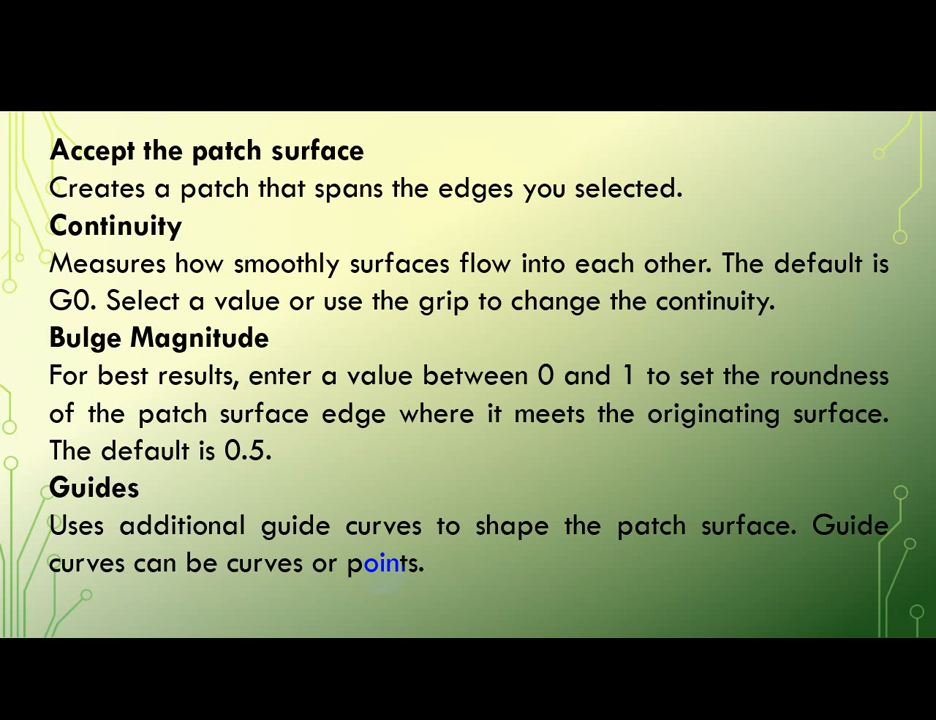 Accept the patch surface
Creates a patch that spans the edges you selected.
Continuity
Measures how smoothly surfaces flow into each other. The default is
G0. Select a value or use the grip to change the continuity.
Bulge Magnitude
For best results, enter a value between 0 and 1 to set the roundness
of the patch surface edge where it meets the originating surface.
The default is 0.5.
Guides
Uses additional guide curves to shape the patch surface. Guide
curves can be curves or points.